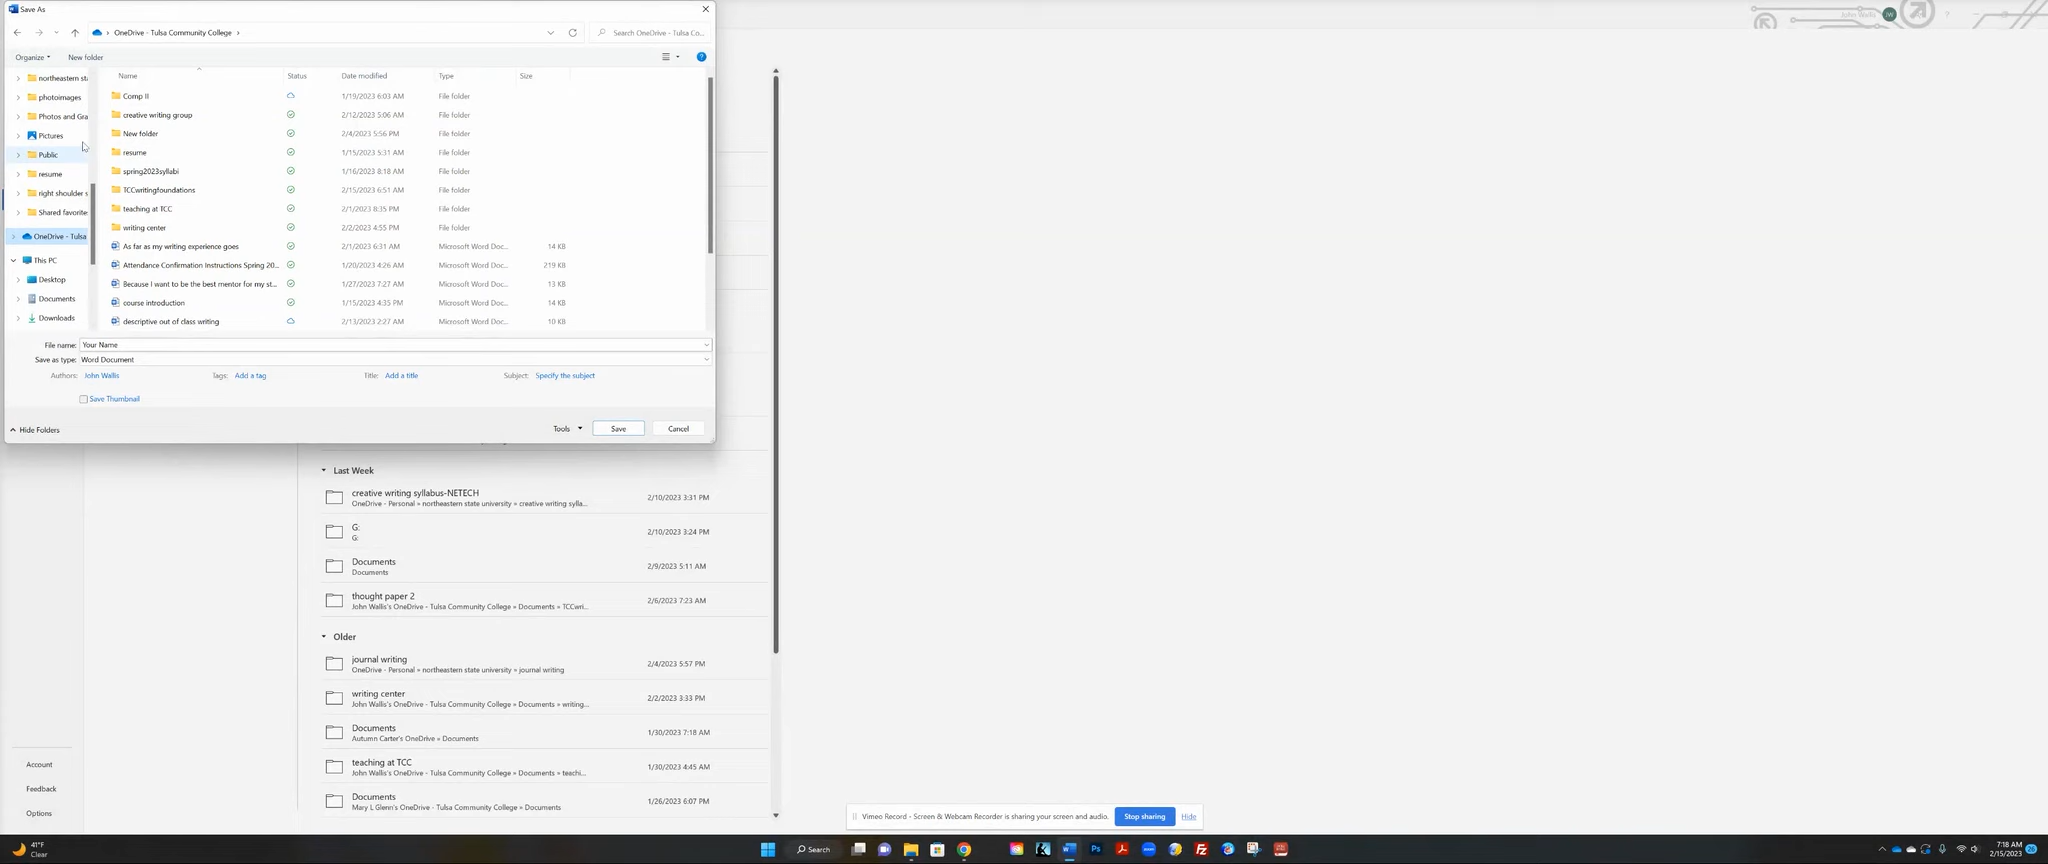 Save As
OneDrive - Tulsa Community College
Search OneDrive - Tulsa Co...
John Wallis
JW
Organize
New folder
Name Status Date modified Type Size
northeastern sta
photoimages
Photos and Gra
Pictures
Public
resume
right shoulder s
Shared favorite
OneDrive - Tulsa
This PC
Desktop
Documents
Downloads
Comp II 1/19/2023 6:03 AM File folder
creative writing group 2/12/2023 5:06 AM File folder
New folder 2/4/2023 5:56 PM File folder
resume 1/15/2023 5:31 AM File folder
spring2023syllabi 1/16/2023 8:18 AM File folder
TCCwritingfoundations 2/15/2023 6:51 AM File folder
teaching at TCC 2/1/2023 8:35 PM File folder
writing center 2/2/2023 4:55 PM File folder
As far as my writing experience goes 2/1/2023 6:31 AM Microsoft Word Doc... 14 KB
Attendance Confirmation Instructions Spring 20... 1/20/2023 4:26 AM Microsoft Word Doc... 219 KB
Because I want to be the best mentor for my st... 1/27/2023 7:27 AM Microsoft Word Doc... 13 KB
course introduction 1/15/2023 4:35 PM Microsoft Word Doc... 14 KB
descriptive out of class writing 2/13/2023 2:27 AM Microsoft Word Doc... 10 KB
File name: Your Name
Save as type: Word Document
Authors: John Wallis Tags: Add a tag Title: Add a title Subject: Specify the subject
Save Thumbnail
Hide Folders
Tools Save Cancel
Last Week
creative writing syllabus-NETECH 2/10/2023 3:31 PM
OneDrive - Personal » northeastern state university » creative writing sylla...
G: 2/10/2023 3:24 PM
G:
Documents 2/9/2023 5:11 AM
Documents
thought paper 2 2/6/2023 7:23 AM
John Wallis's OneDrive - Tulsa Community College » Documents » TCCwri...
Older
journal writing 2/4/2023 5:57 PM
OneDrive - Personal » northeastern state university » journal writing
writing center 2/2/2023 3:33 PM
John Wallis's OneDrive - Tulsa Community College » Documents » writing...
Documents 1/30/2023 7:18 AM
Autumn Carter's OneDrive » Documents
teaching at TCC 1/30/2023 4:45 AM
John Wallis's OneDrive - Tulsa Community College » Documents » teachi...
Documents 1/26/2023 6:07 PM
Mary L Glenn's OneDrive - Tulsa Community College » Documents
Account
Feedback
Options
Vimeo Record - Screen & Webcam Recorder is sharing your screen and audio. Stop sharing Hide
41°F
Clear
Search
Ps
7:18 AM
2/15/2023